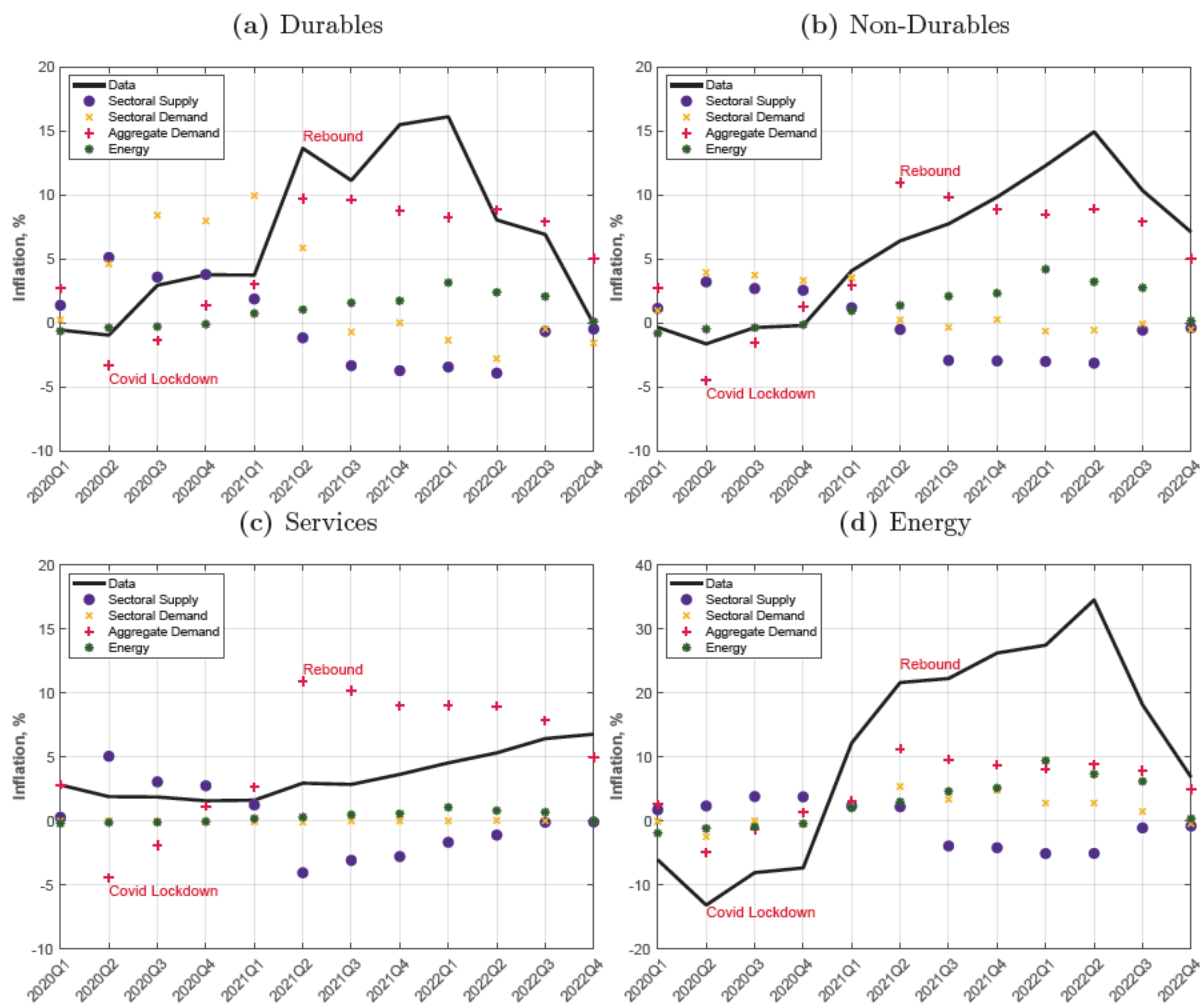 (a) Durables
20
15
10
5
0
-5
-10
Inflation, %
Data
Sectoral Supply
Sectoral Demand
Aggregate Demand
Energy
Rebound
Covid Lockdown
2020Q1
2020Q2
2020Q3
2020Q4
2021Q1
2021Q2
2021Q3
2021Q4
2022Q1
2022Q2
2022Q3
2022Q4
(b) Non-Durables
20
15
10
5
0
-5
-10
Inflation, %
Data
Sectoral Supply
Sectoral Demand
Aggregate Demand
Energy
Rebound
Covid Lockdown
2020Q1
2020Q2
2020Q3
2020Q4
2021Q1
2021Q2
2021Q3
2021Q4
2022Q1
2022Q2
2022Q3
2022Q4
(c) Services
20
15
10
5
0
-5
-10
Inflation, %
Data
Sectoral Supply
Sectoral Demand
Aggregate Demand
Energy
Rebound
Covid Lockdown
2020Q1
2020Q2
2020Q3
2020Q4
2021Q1
2021Q2
2021Q3
2021Q4
2022Q1
2022Q2
2022Q3
2022Q4
(d) Energy
40
30
20
10
0
-10
-20
Inflation, %
Data
Sectoral Supply
Sectoral Demand
Aggregate Demand
Energy
Rebound
Covid Lockdown
2020Q1
2020Q2
2020Q3
2020Q4
2021Q1
2021Q2
2021Q3
2021Q4
2022Q1
2022Q2
2022Q3
2022Q4